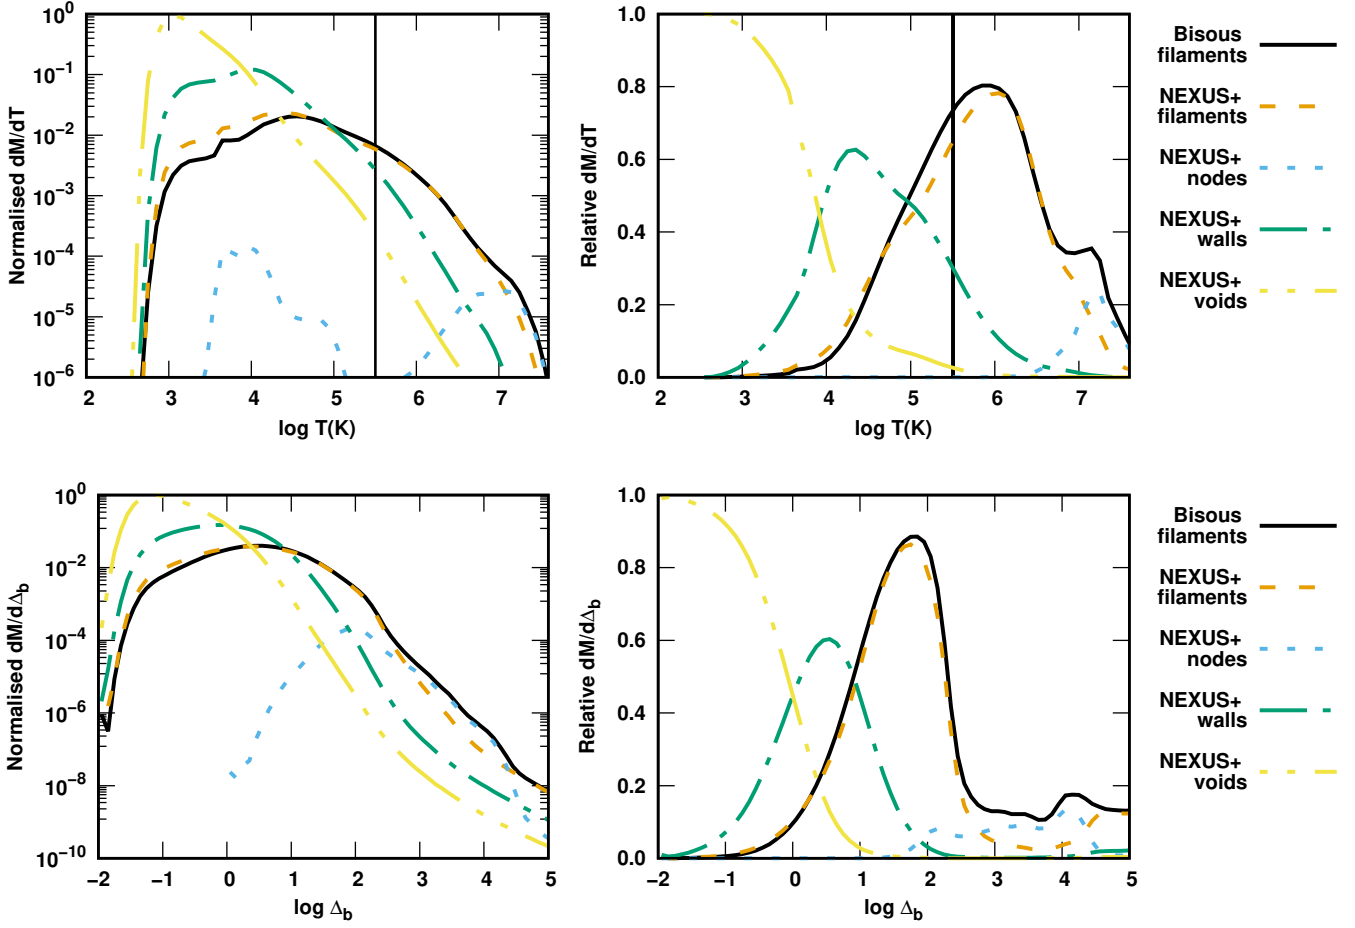 10^0
10^-1
10^-2
10^-3
10^-4
10^-5
10^-6
Normalised dM/dT
2 3 4 5 6 7
log T(K)
1.0
0.8
0.6
0.4
0.2
0.0
Relative dM/dT
2 3 4 5 6 7
log T(K)
Bisous
filaments
NEXUS+
filaments
NEXUS+
nodes
NEXUS+
walls
NEXUS+
voids
10^0
10^-2
10^-4
10^-6
10^-8
10^-10
Normalised dM/dΔ_b
−2 −1 0 1 2 3 4 5
log Δ_b
1.0
0.8
0.6
0.4
0.2
0.0
Relative dM/dΔ_b
−2 −1 0 1 2 3 4 5
log Δ_b
Bisous
filaments
NEXUS+
filaments
NEXUS+
nodes
NEXUS+
walls
NEXUS+
voids